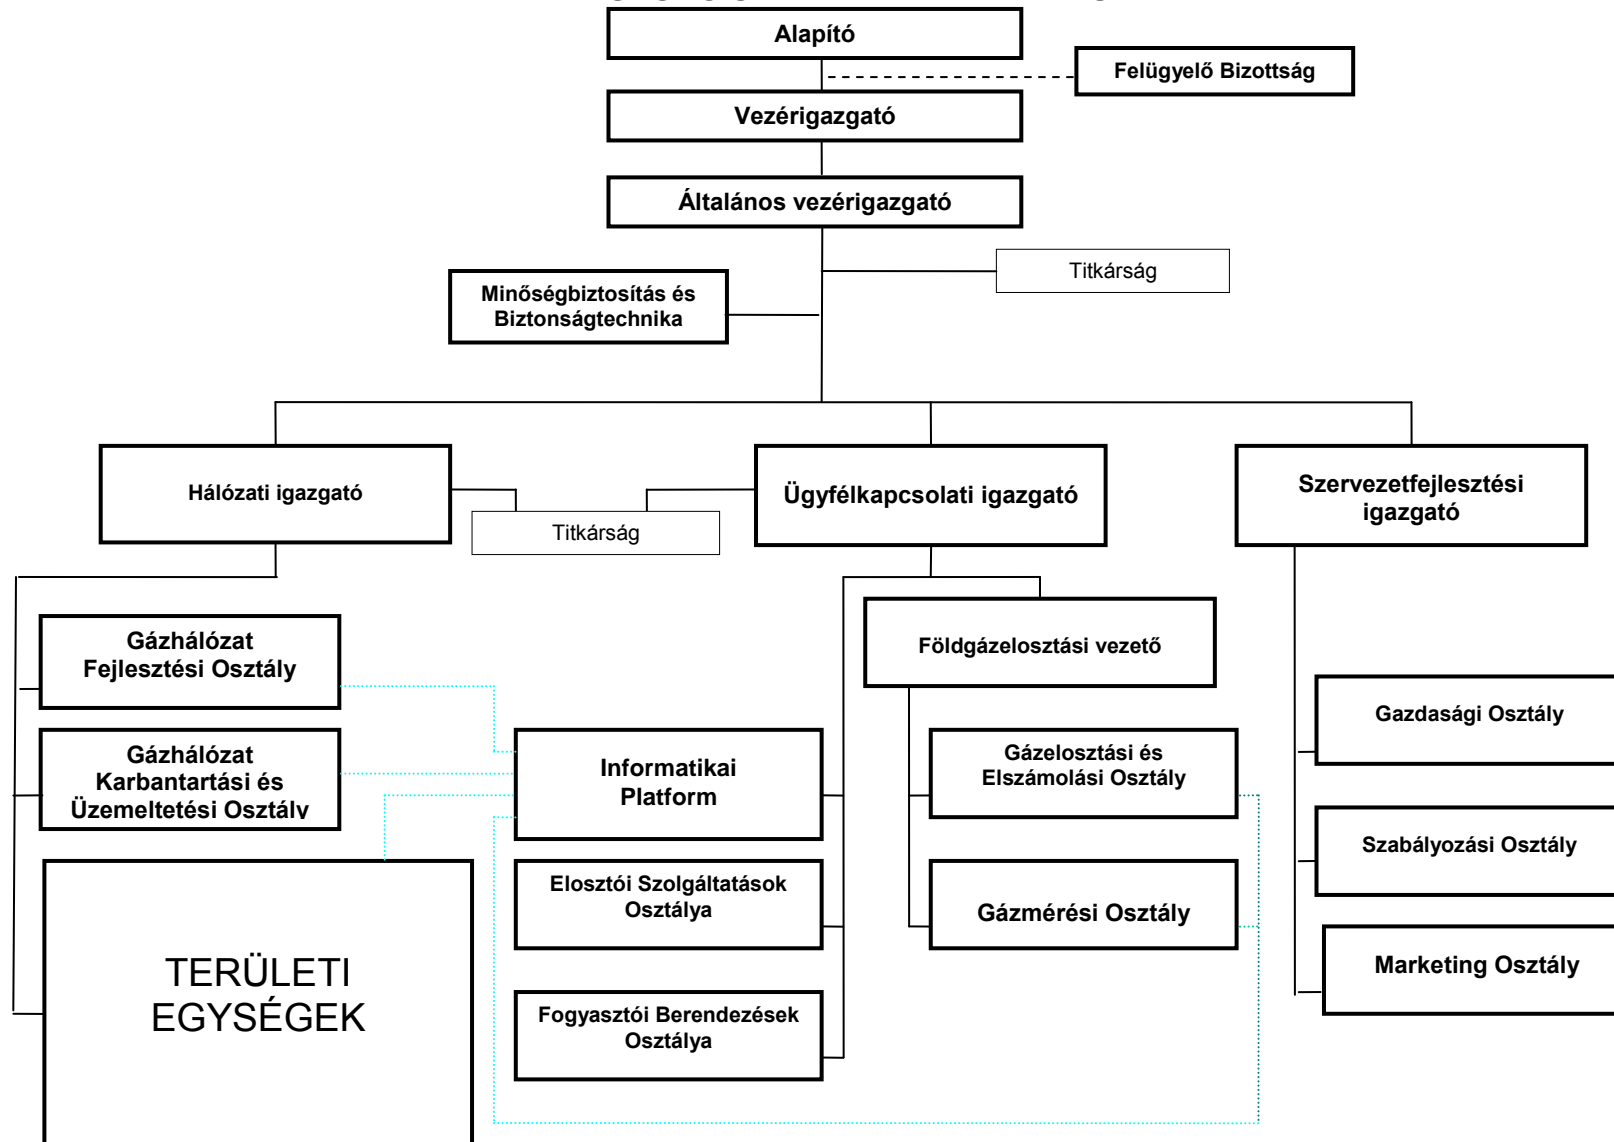 Alapító
Felügyelő Bizottság
Vezérigazgató
Általános vezérigazgató
Titkárság
Minőségbiztosítás és
Biztonságtechnika
Hálózati igazgató
Titkárság
Ügyfélkapcsolati igazgató
Szervezetfejlesztési
igazgató
Gázhálózat
Fejlesztési Osztály
Földgázelosztási vezető
Gazdasági Osztály
Gázhálózat
Karbantartási és
Üzemeltetési Osztály
Informatikai
Platform
Gázelosztási és
Elszámolási Osztály
Szabályozási Osztály
Elosztói Szolgáltatások
Osztálya
Gázmérési Osztály
Marketing Osztály
TERÜLETI
EGYSÉGEK
Fogyasztói Berendezések
Osztálya